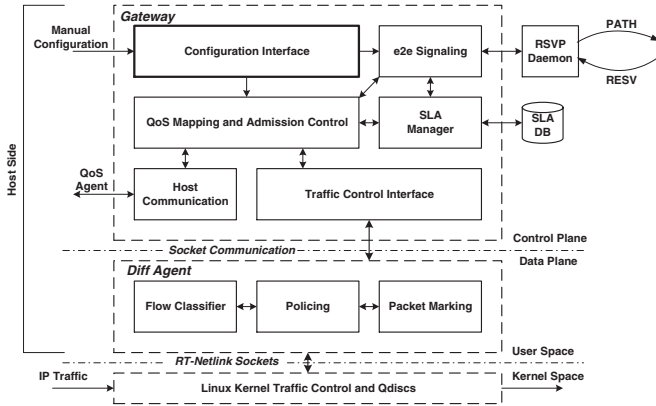 Gateway
Manual
Configuration
Configuration Interface
e2e Signaling
RSVP
Daemon
PATH
RESV
QoS Mapping and Admission Control
SLA
Manager
SLA
DB
Host Side
QoS
Agent
Host
Communication
Traffic Control Interface
Control Plane
Socket Communication
Data Plane
Diff Agent
Flow Classifier
Policing
Packet Marking
User Space
RT-Netlink Sockets
IP Traffic
Linux Kernel Traffic Control and Qdiscs
Kernel Space